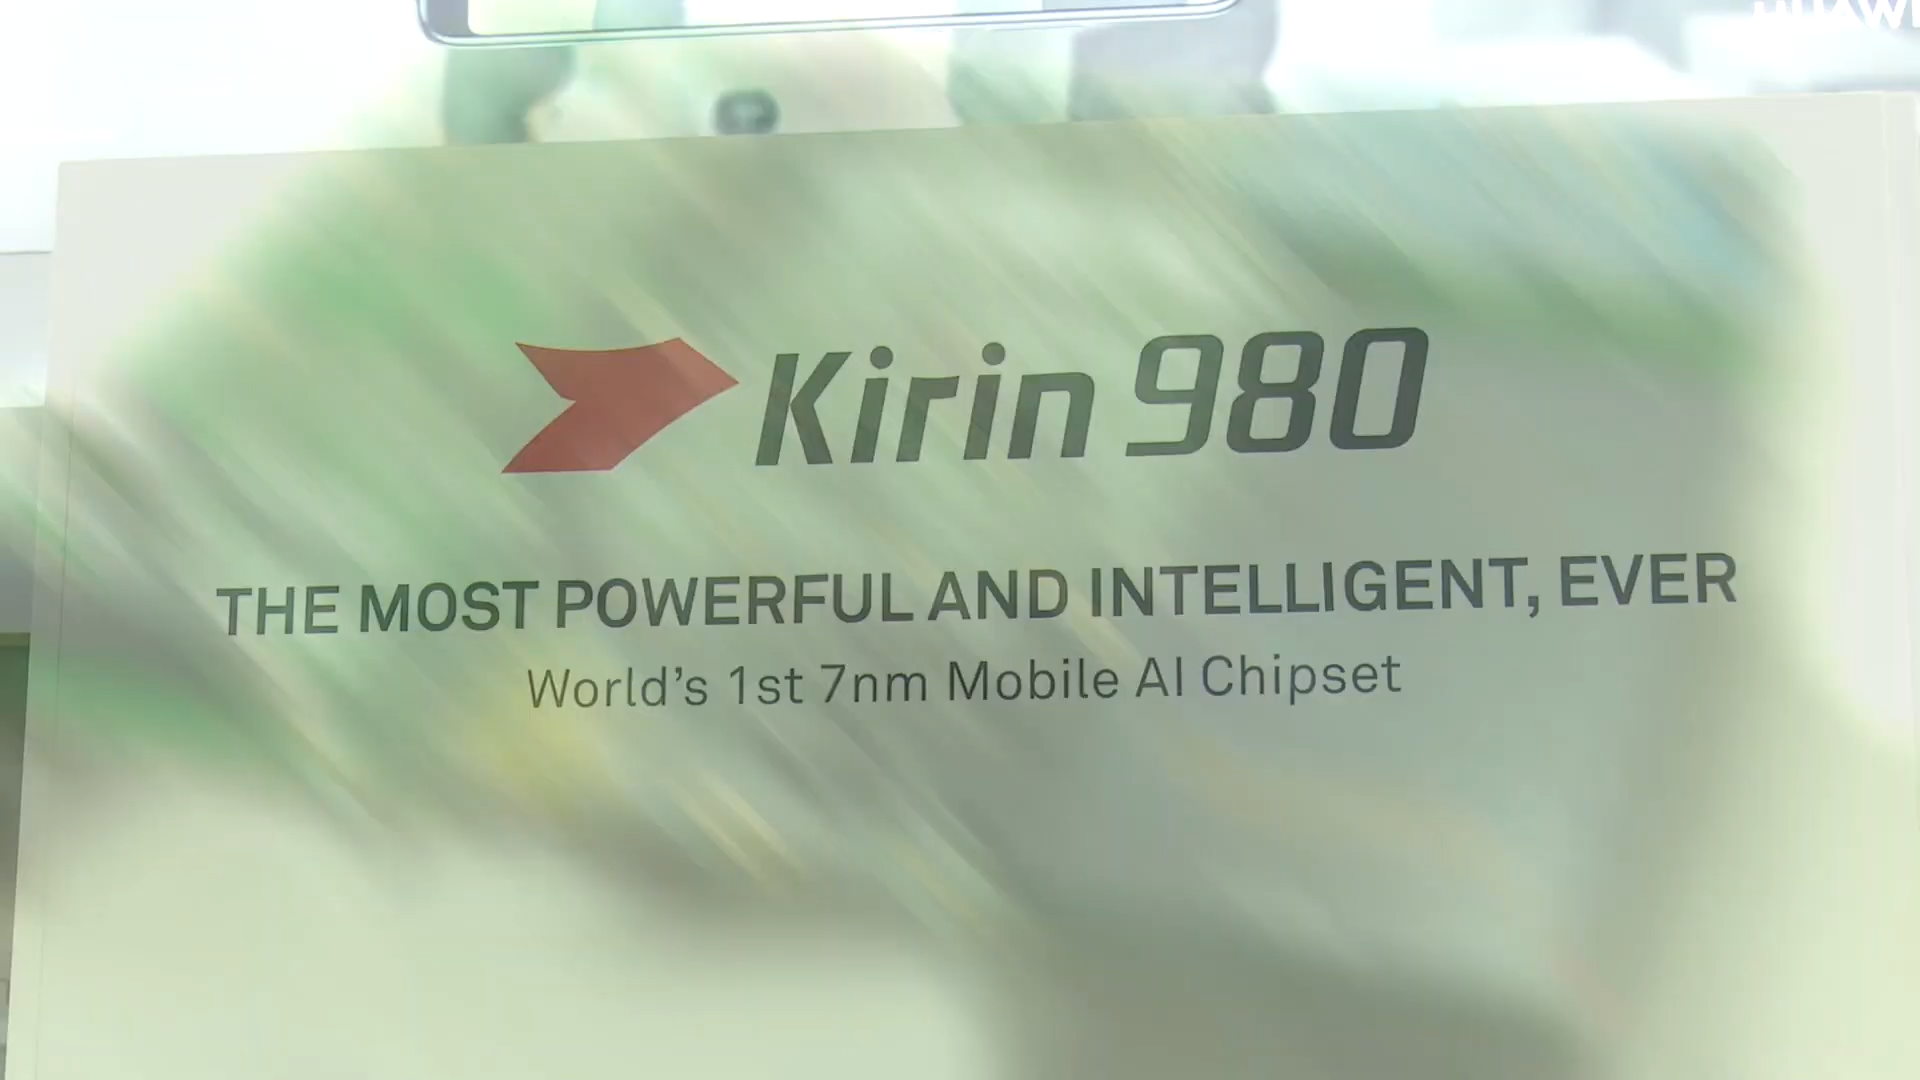 Kirin 980
THE MOST POWERFUL AND INTELLIGENT, EVER
World's 1st 7nm Mobile AI Chipset